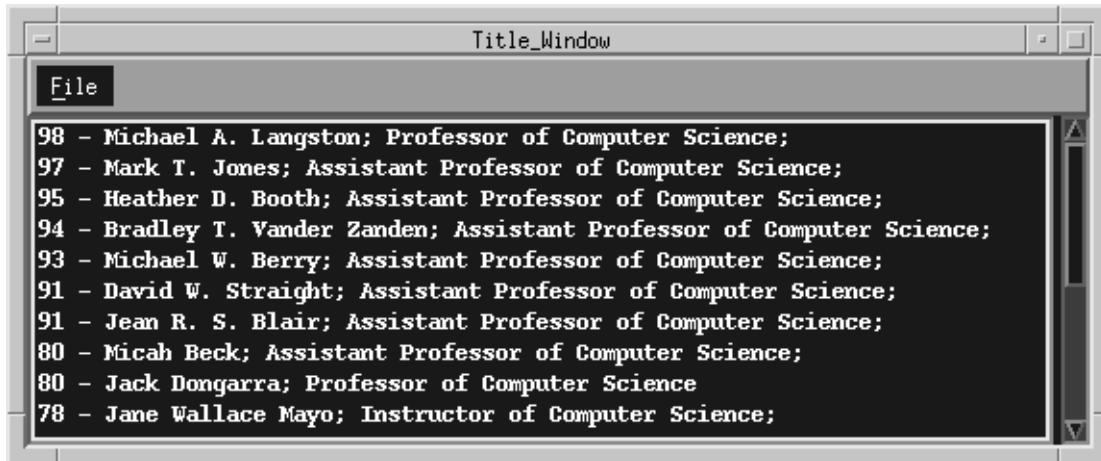 Title_Window
File
98 - Michael A. Langston; Professor of Computer Science;
97 - Mark T. Jones; Assistant Professor of Computer Science;
95 - Heather D. Booth; Assistant Professor of Computer Science;
94 - Bradley T. Vander Zanden; Assistant Professor of Computer Science;
93 - Michael W. Berry; Assistant Professor of Computer Science;
91 - David W. Straight; Assistant Professor of Computer Science;
91 - Jean R. S. Blair; Assistant Professor of Computer Science;
80 - Micah Beck; Assistant Professor of Computer Science;
80 - Jack Dongarra; Professor of Computer Science
78 - Jane Wallace Mayo; Instructor of Computer Science;